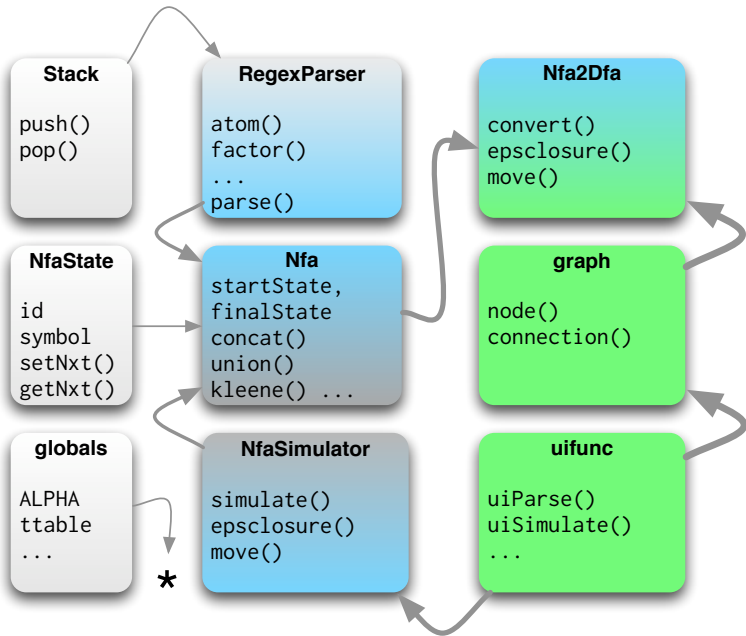 Stack
push()
pop()
RegexParser
atom()
factor()
...
parse()
Nfa2Dfa
convert()
epsclosure()
move()
NfaState
id
symbol
setNxt()
getNxt()
Nfa
startState,
finalState
concat()
union()
kleene() ...
graph
node()
connection()
globals
ALPHA
ttable
...
*
NfaSimulator
simulate()
epsclosure()
move()
uifunc
uiParse()
uiSimulate()
...